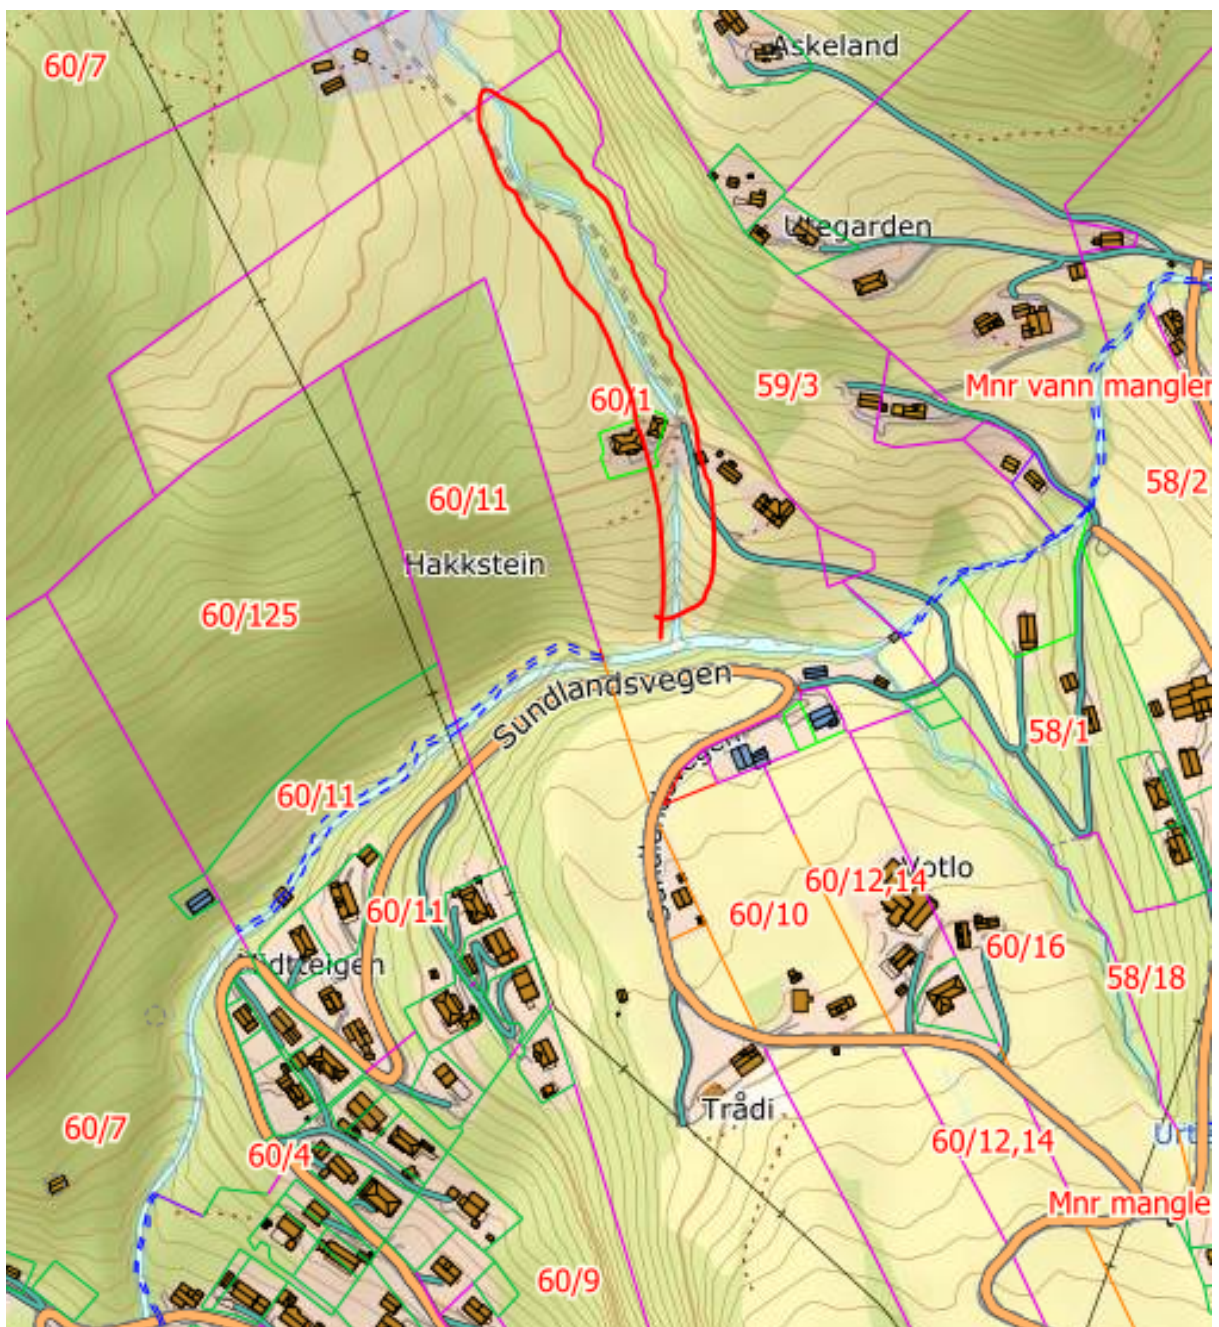 Askeland
60/7
Utegarden
59/3
Mnr vann mangler
60/1
58/2
60/11
Hakkstein
60/125
Sundlandsvegen
58/1
60/11
Votlo
60/12,14
60/11
60/10
60/16
58/18
Trådi
60/7
60/4
60/12,14
Mnr mangle
60/9